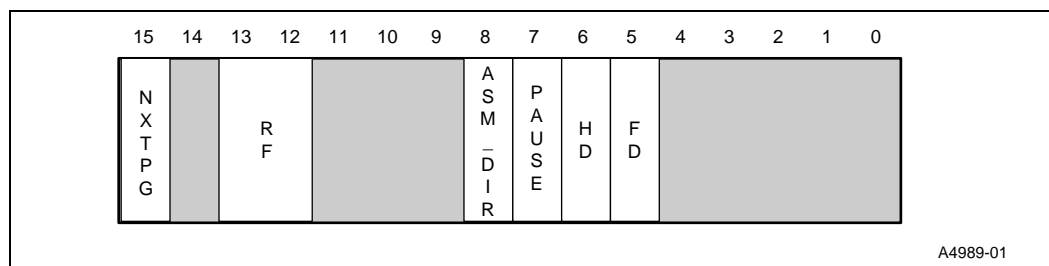 15 14 13 12 11 10 9 8 7 6 5 4 3 2 1 0
NXTPG
RF
ASM_DIR
PAUSE
HD
FD
A4989-01